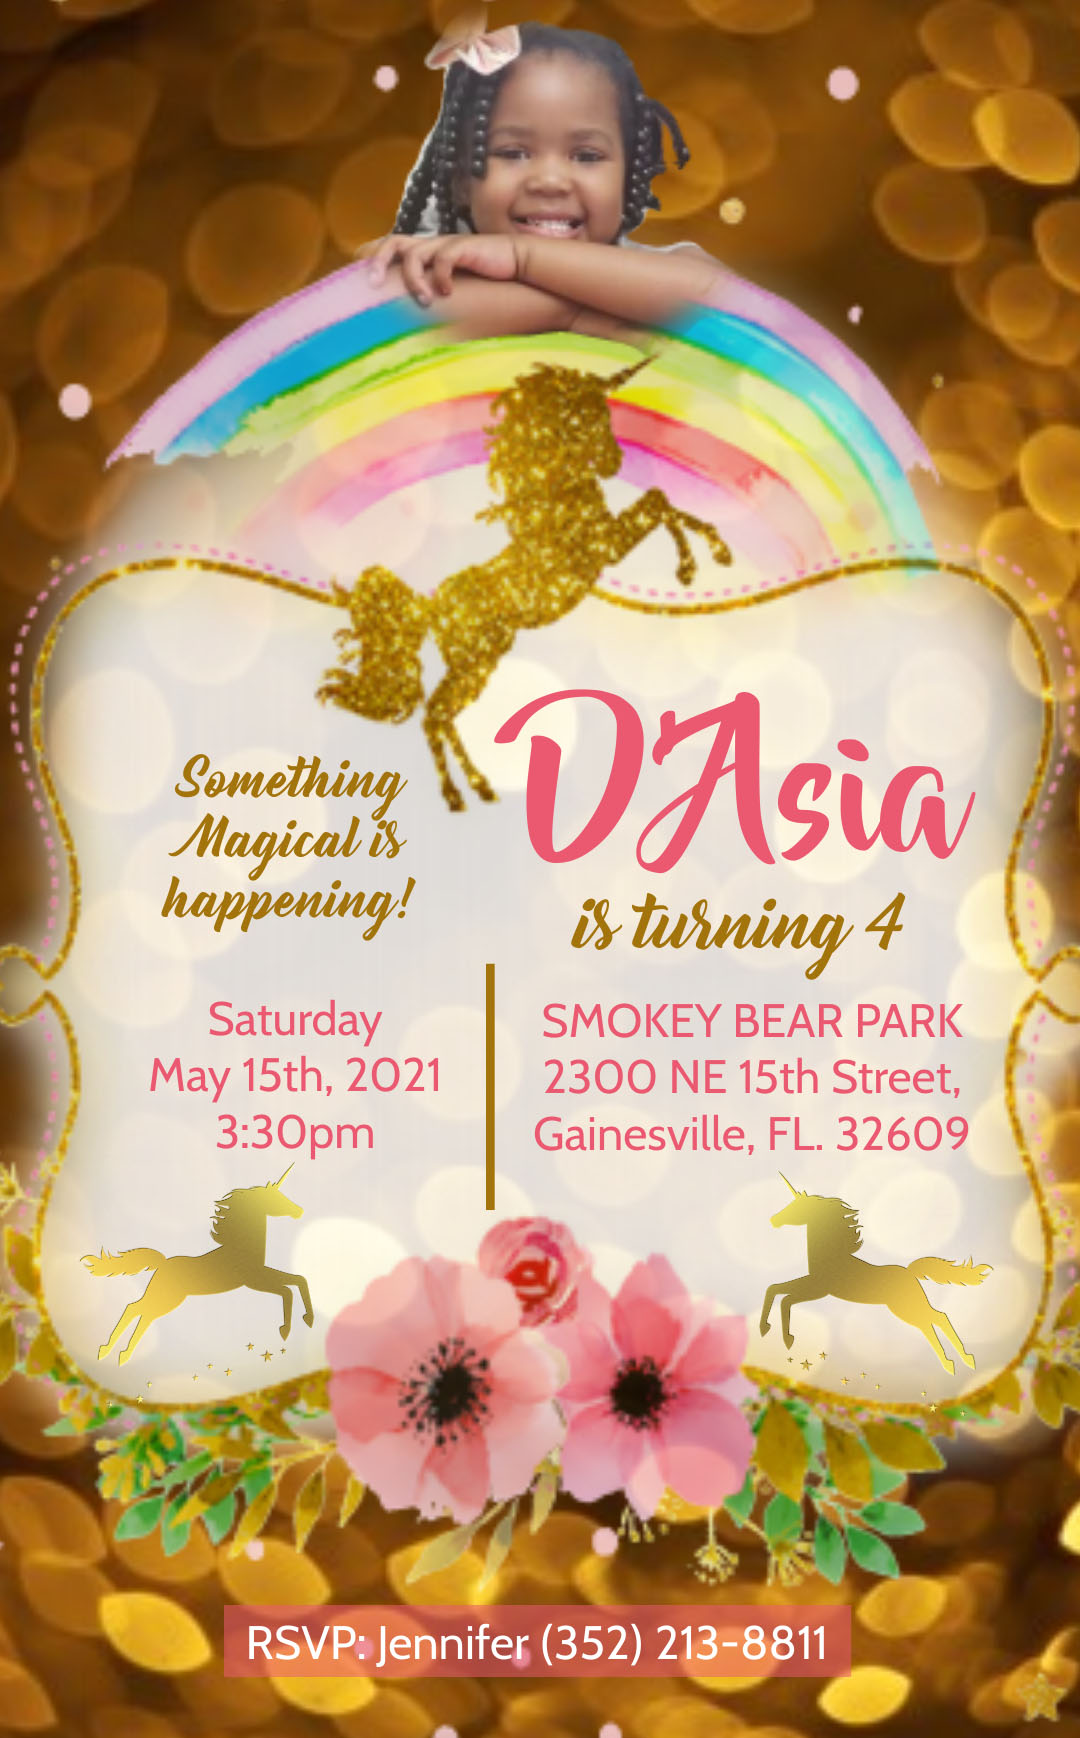 Something
Magical is
happening!
D'Asia
is turning 4
Saturday
May 15th, 2021
3:30pm
SMOKEY BEAR PARK
2300 NE 15th Street,
Gainesville, FL. 32609
RSVP: Jennifer (352) 213-8811